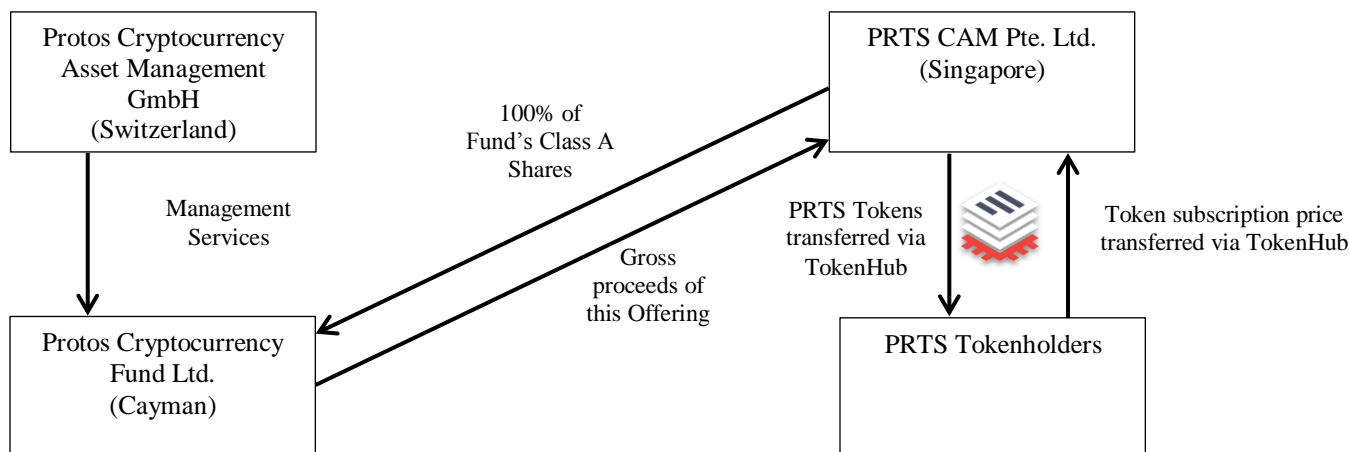 Protos Cryptocurrency
Asset Management
GmbH
(Switzerland)
PRTS CAM Pte. Ltd.
(Singapore)
100% of
Fund’s Class A
Shares
Management
Services
PRTS Tokens
transferred via
TokenHub
Token subscription price
transferred via TokenHub
Gross
proceeds of
this Offering
Protos Cryptocurrency
Fund Ltd.
(Cayman)
PRTS Tokenholders